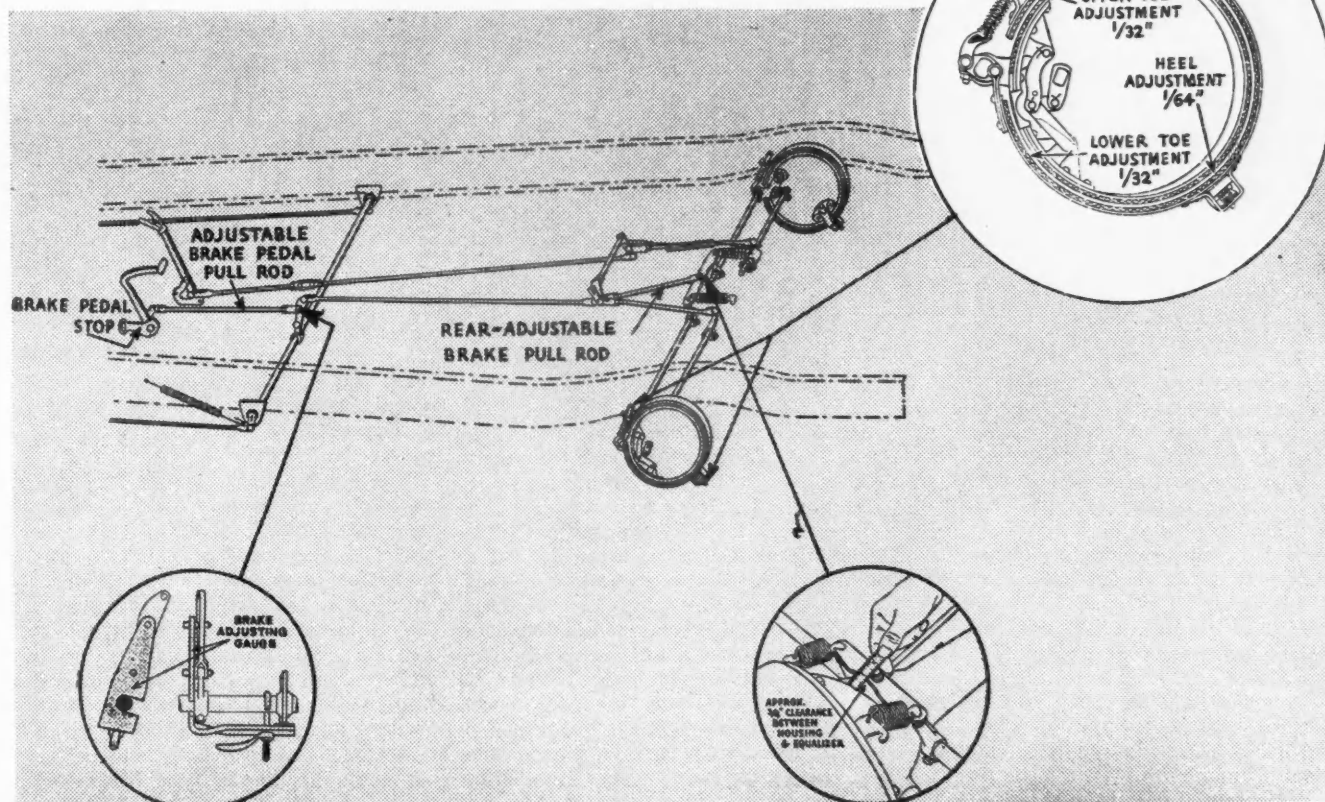 ADJUSTMENT
1/32"
HEEL
ADJUSTMENT
1/64"
LOWER TOE
ADJUSTMENT
1/32"
ADJUSTABLE
BRAKE PEDAL
PULL ROD
BRAKE PEDAL
STOP
REAR-ADJUSTABLE
BRAKE PULL ROD
BRAKE
ADJUSTING
GAUGE
APPROX.
CLEARANCE
BETWEEN
HOUSING
& EQUALIZER